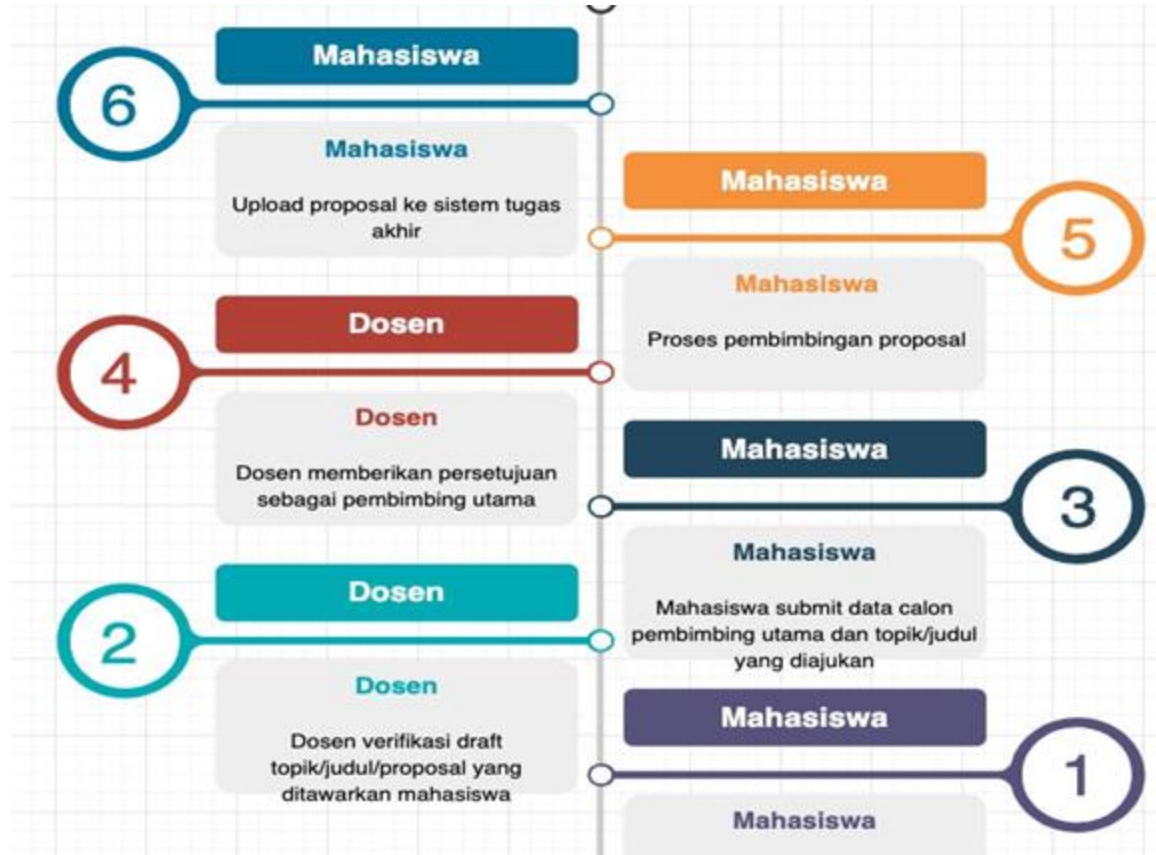 Mahasiswa
6
Mahasiswa
Upload proposal ke sistem tugas
akhir
Mahasiswa
5
Mahasiswa
Proses pembimbingan proposal
Dosen
4
Dosen
Dosen memberikan persetujuan
sebagai pembimbing utama
Mahasiswa
3
Mahasiswa
Mahasiswa submit data calon
pembimbing utama dan topik/judul
yang diajukan
Dosen
2
Dosen
Dosen verifikasi draft
topik/judul/proposal yang
ditawarkan mahasiswa
Mahasiswa
1
Mahasiswa